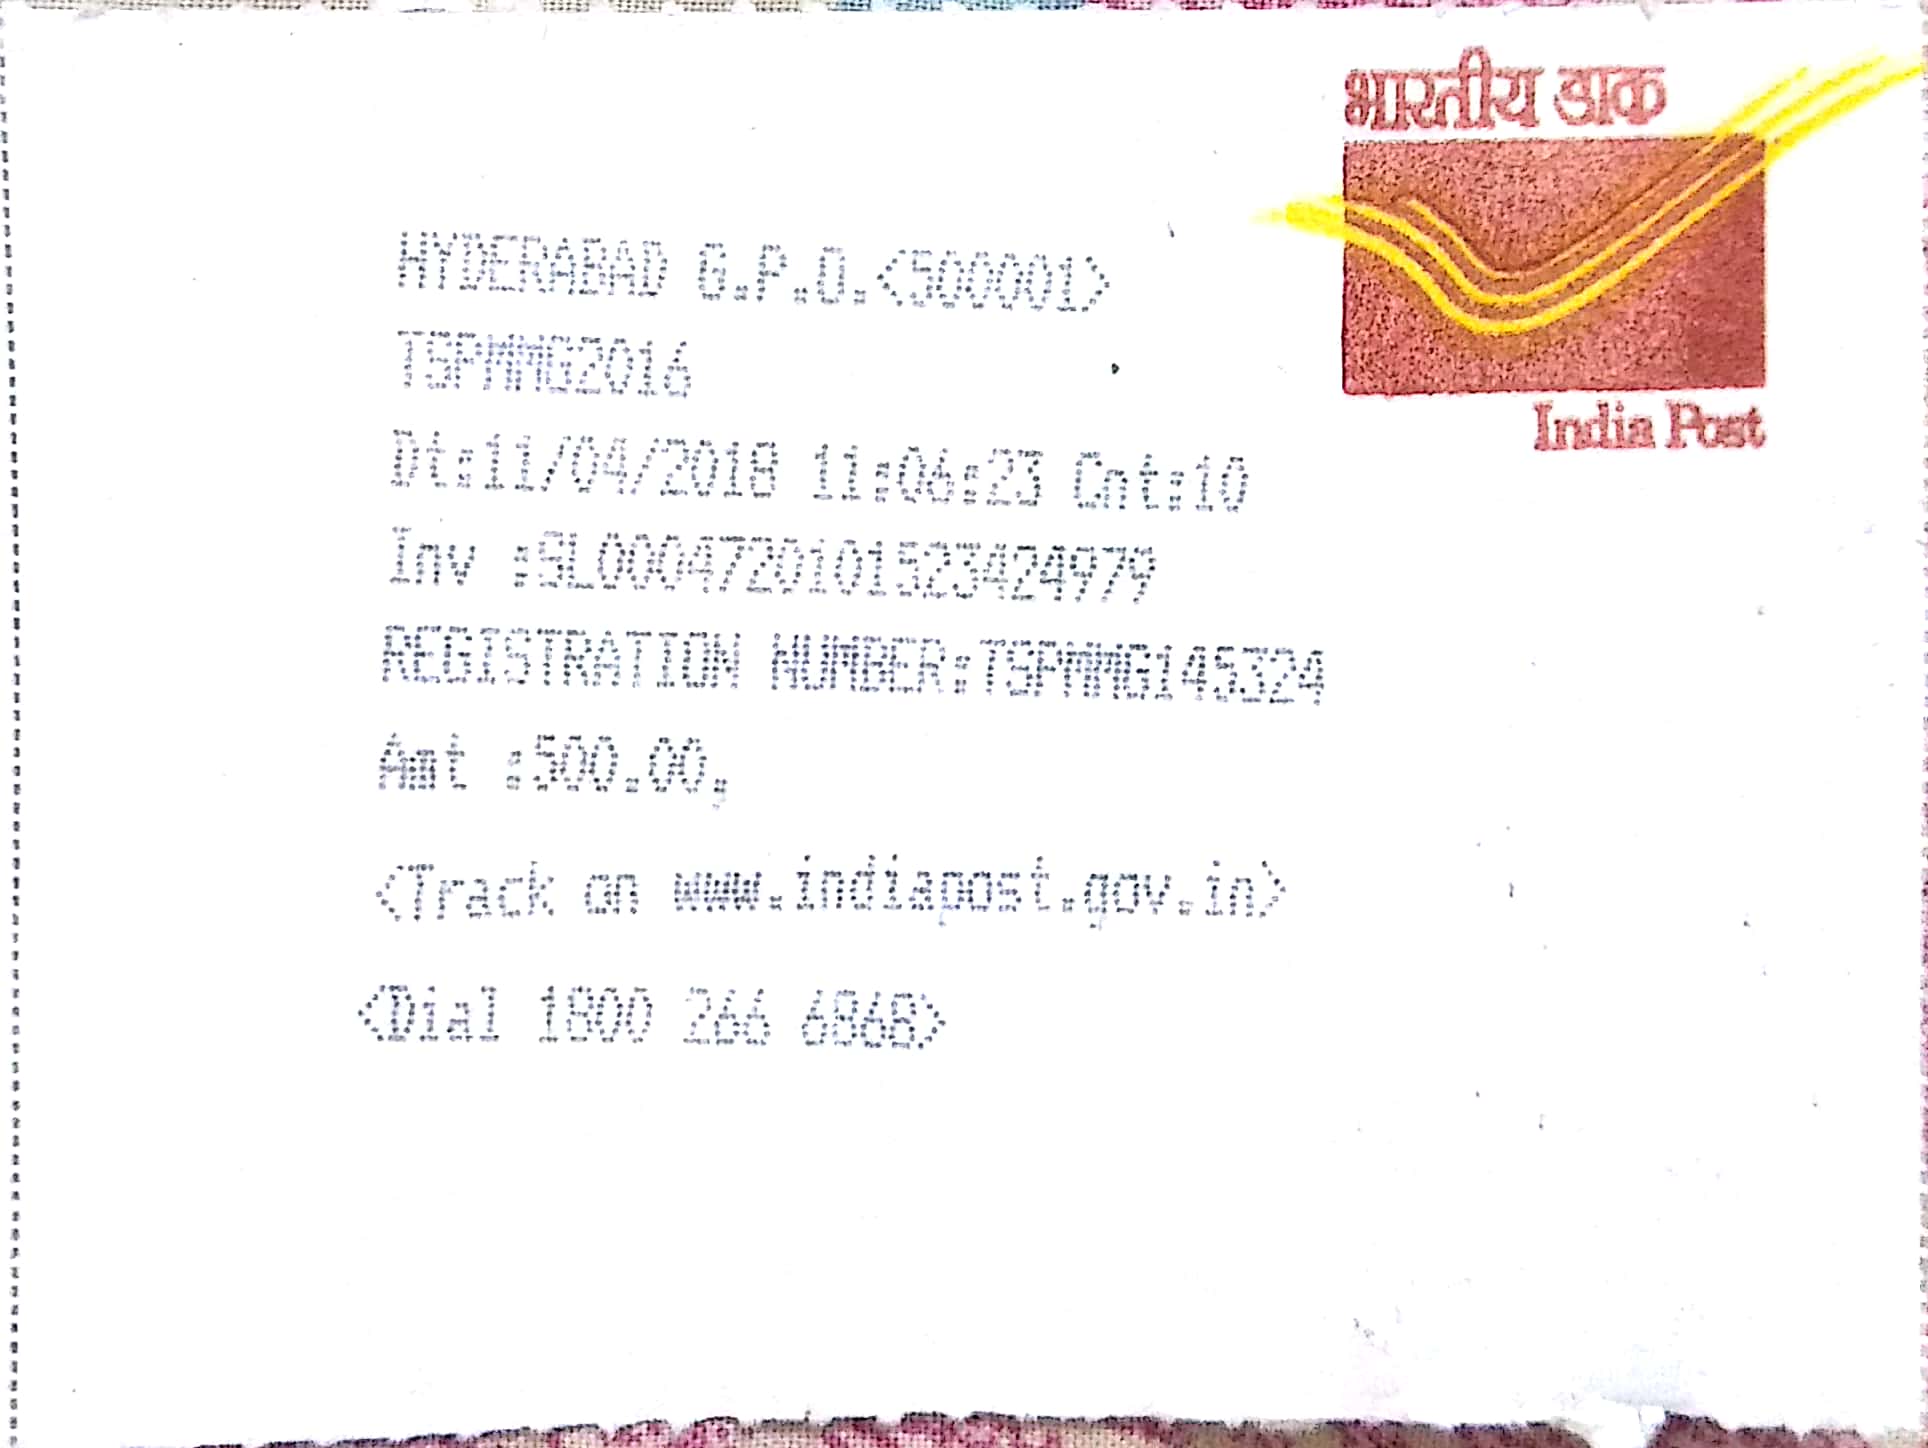 भारतीय डाक
India Post
HYDERABAD G.P.O.<500001>
TSPMMG2016
Dt:11/04/2018 11:06:23 Cnt:10
Inv :SL0004720101523424979
REGISTRATION NUMBER:TSPMMG145324
Amt :500.00,
<Track on www.indiapost.gov.in>
<Dial 1800 266 6868>